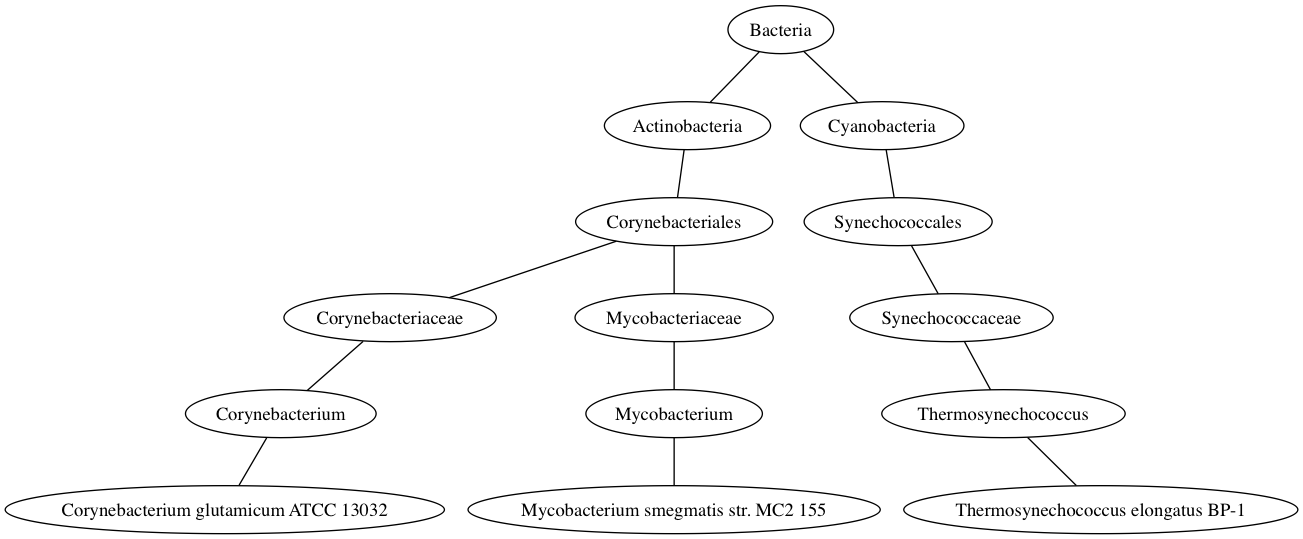 Bacteria
Actinobacteria
Cyanobacteria
Corynebacteriales
Synechococcales
Corynebacteriaceae
Mycobacteriaceae
Synechococcaceae
Corynebacterium
Mycobacterium
Thermosynechococcus
Corynebacterium glutamicum ATCC 13032
Mycobacterium smegmatis str. MC2 155
Thermosynechococcus elongatus BP-1